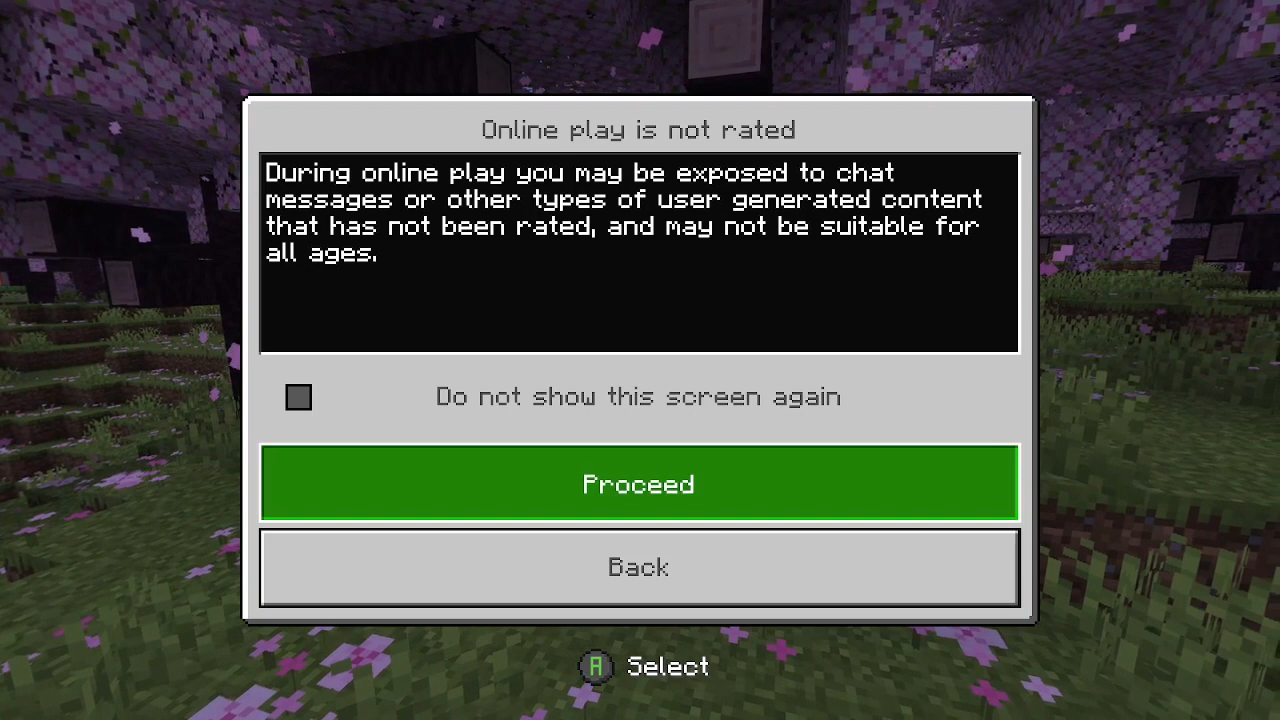 Online play is not rated
During online play you may be exposed to chat
messages or other types of user generated content
that has not been rated, and may not be suitable for
all ages.
Do not show this screen again
Proceed
Back
A Select